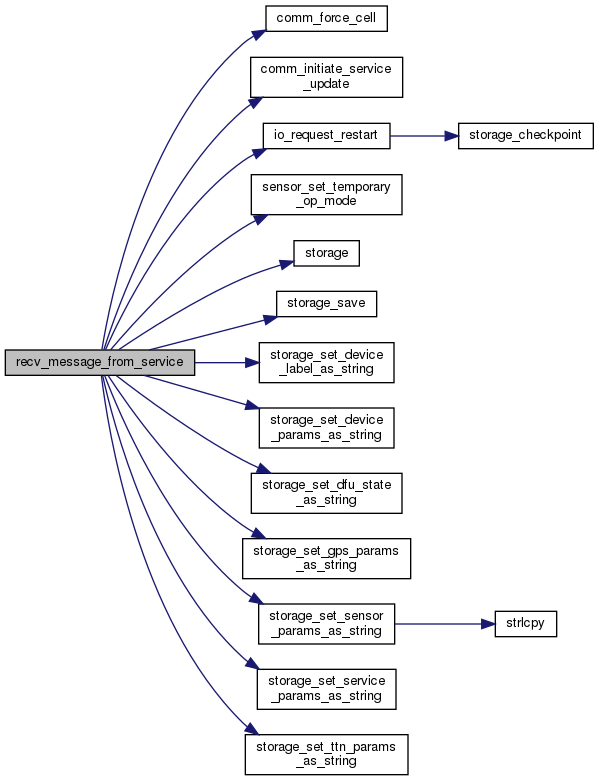 comm_force_cell
comm_initiate_service
_update
io_request_restart
storage_checkpoint
sensor_set_temporary
_op_mode
storage
storage_save
recv_message_from_service
storage_set_device
_label_as_string
storage_set_device
_params_as_string
storage_set_dfu_state
_as_string
storage_set_gps_params
_as_string
storage_set_sensor
_params_as_string
strlcpy
storage_set_service
_params_as_string
storage_set_ttn_params
_as_string